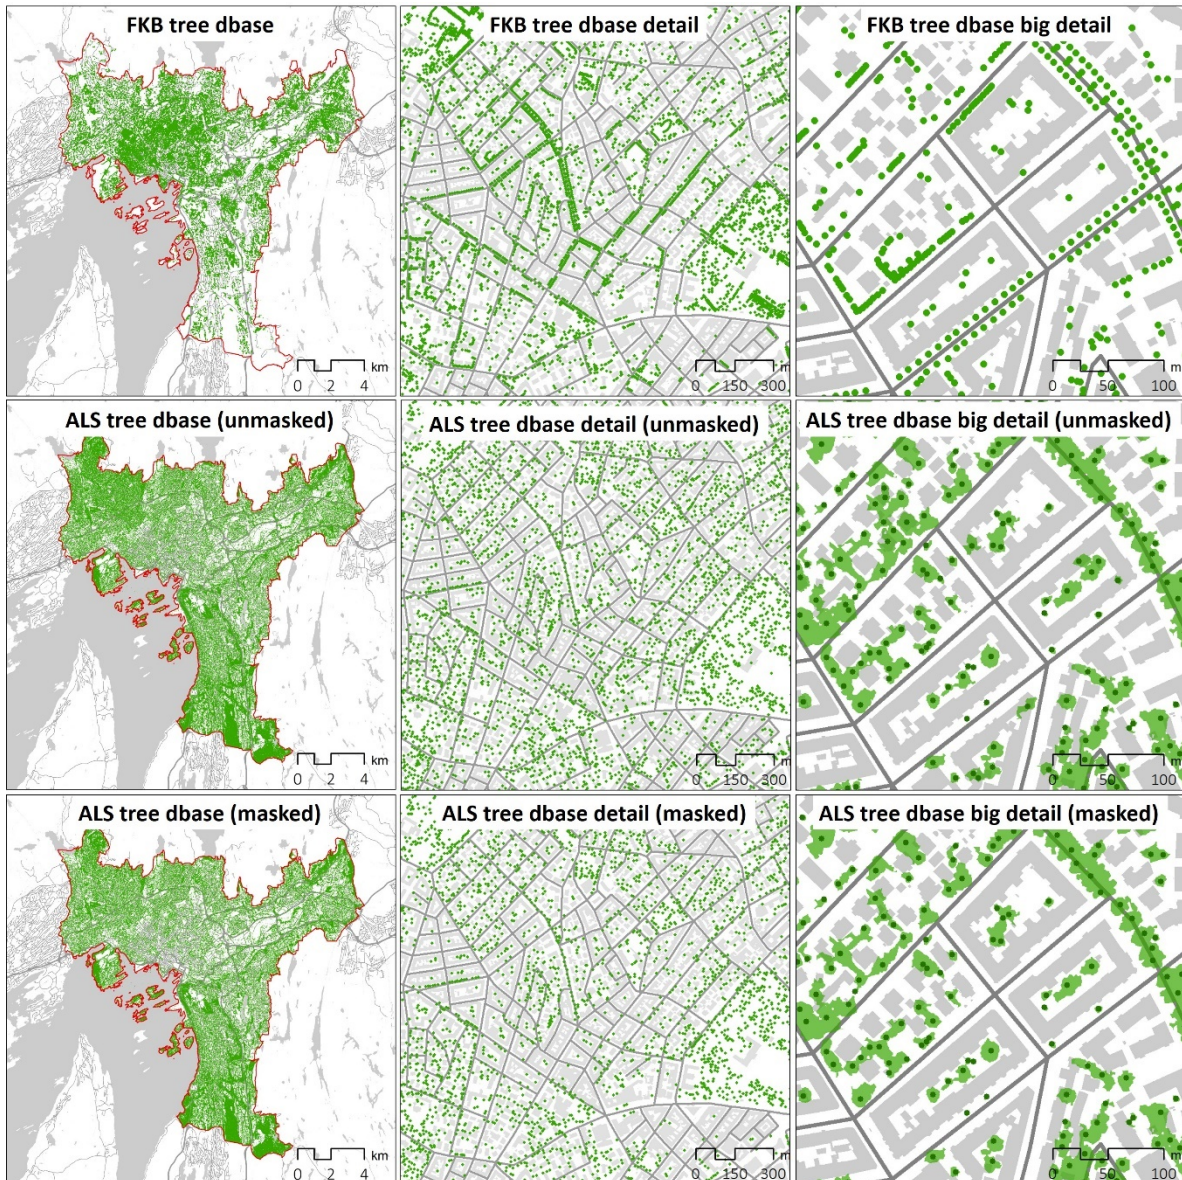 FKB tree dbase
km
0 2 4
FKB tree dbase detail
m
0 150 300
FKB tree dbase big detail
m
0 50 100
ALS tree dbase (unmasked)
km
0 2 4
ALS tree dbase detail (unmasked)
m
0 150 300
ALS tree dbase big detail (unmasked)
m
0 50 100
ALS tree dbase (masked)
km
0 2 4
ALS tree dbase detail (masked)
m
0 150 300
ALS tree dbase big detail (masked)
m
0 50 100